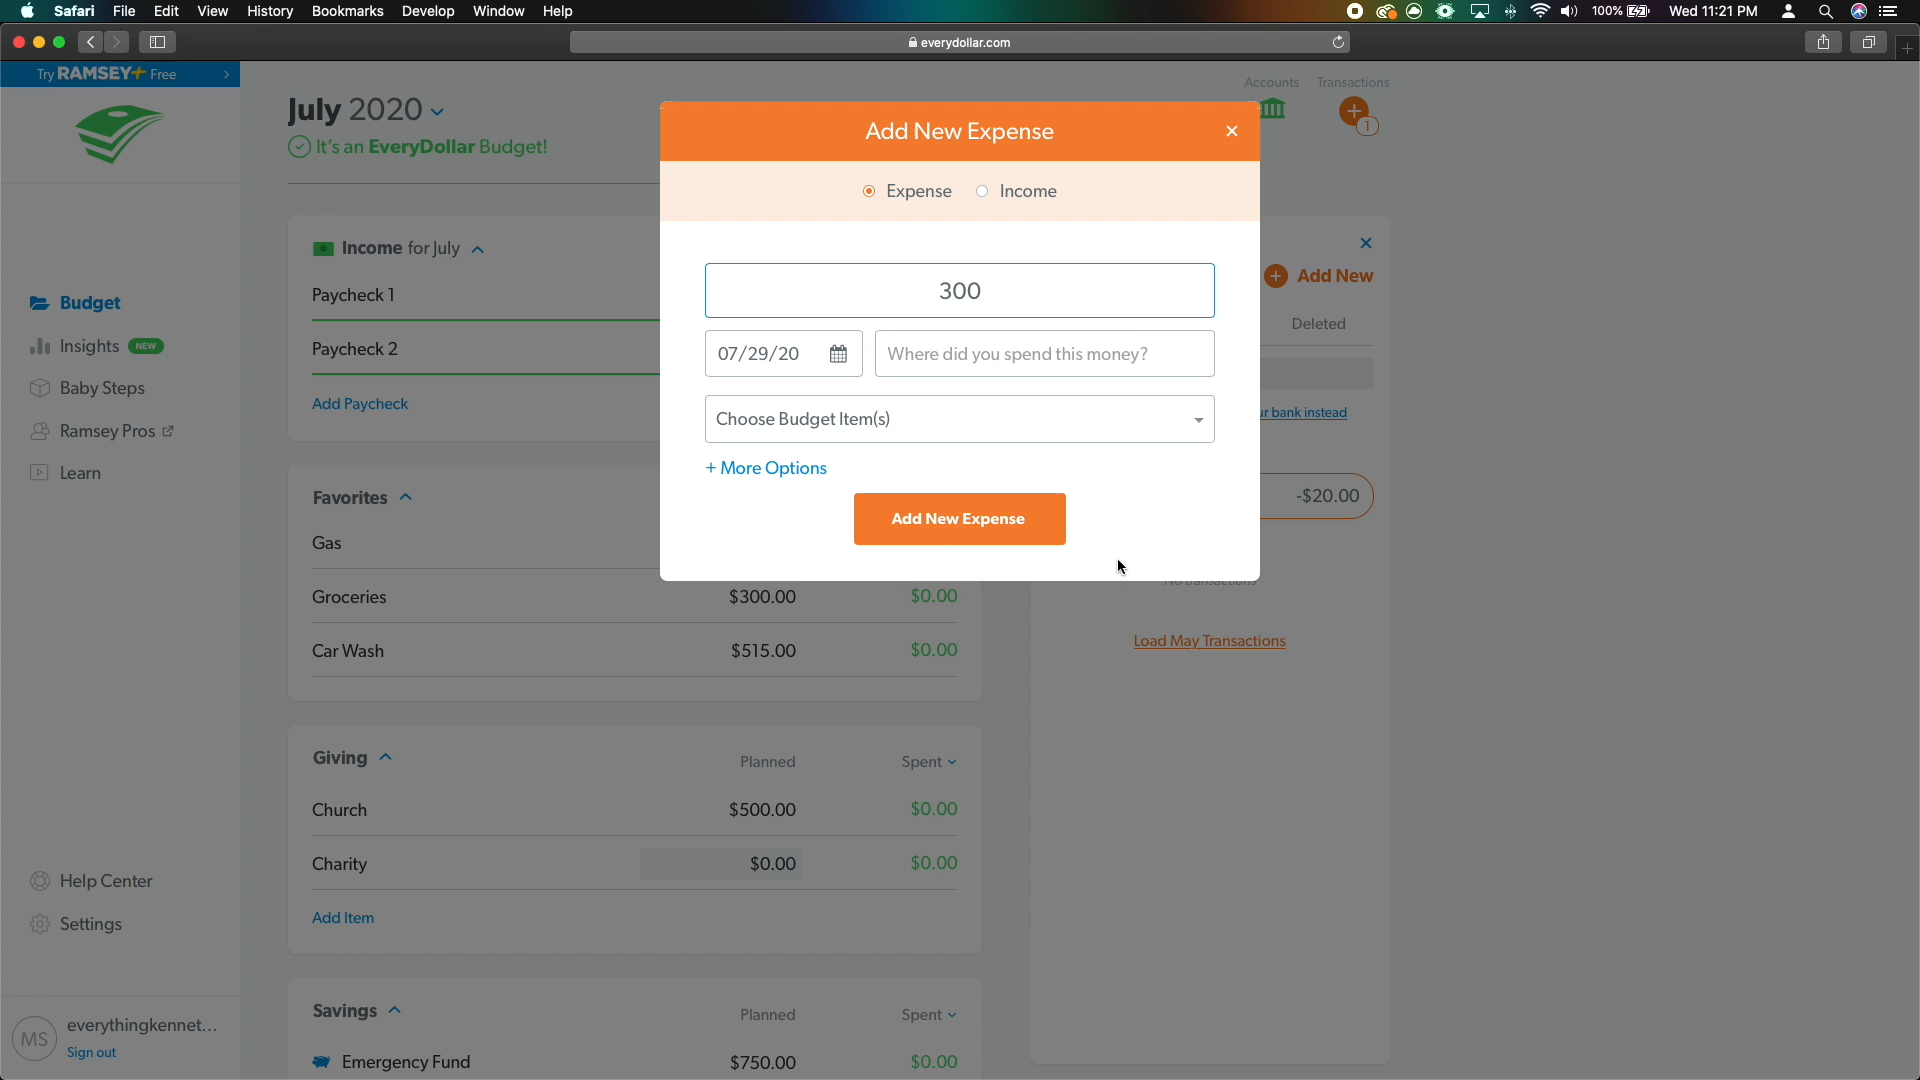 Safari File Edit View History Bookmarks Develop Window Help
100% Wed 11:21 PM
everydollar.com
Try RAMSEY+ Free
July 2020
It's an EveryDollar Budget!
Accounts Transactions
1
Budget
Insights NEW
Baby Steps
Ramsey Pros
Learn
Help Center
Settings
MS
everythingkennet...
Sign out
Income for July
Paycheck 1
Paycheck 2
Add Paycheck
Favorites
Gas
Groceries $300.00 $0.00
Car Wash $515.00 $0.00
Giving Planned Spent
Church $500.00 $0.00
Charity $0.00 $0.00
Add Item
Savings Planned Spent
Emergency Fund $750.00 $0.00
Add New Expense
Expense Income
300
07/29/20 Where did you spend this money?
Choose Budget Item(s)
+ More Options
Add New Expense
Add New
Deleted
bank instead
-$20.00
No transactions
Load May Transactions